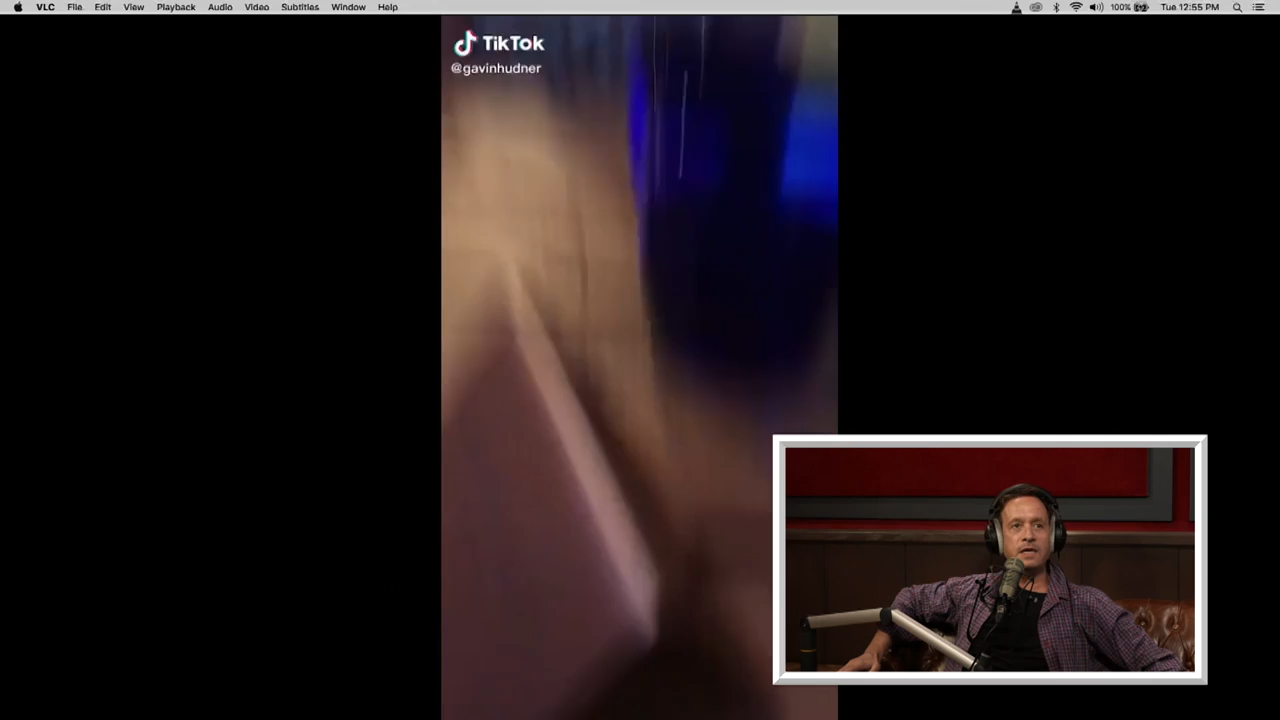 VLC File Edit View Playback Audio Video Subtitles Window Help 100% Tue 12:55 PM
TikTok
@gavinhudner